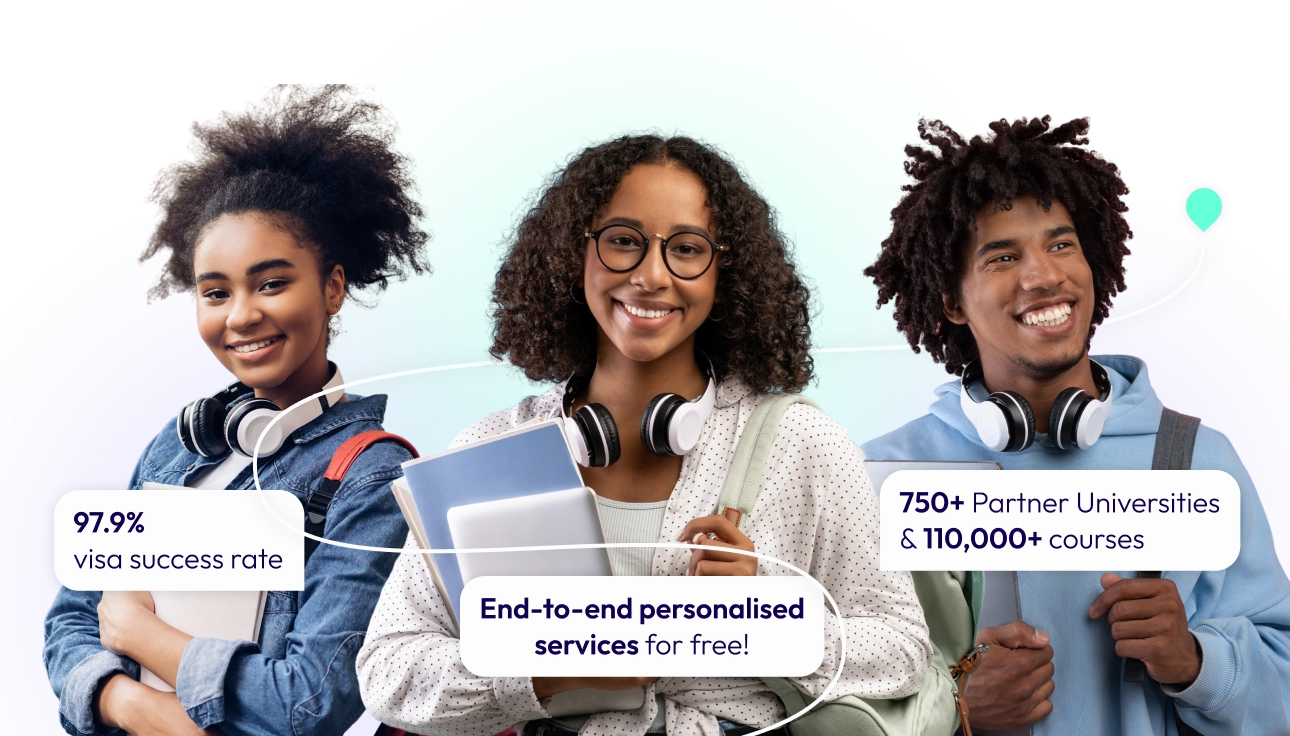 97.9%
visa success rate
End-to-end personalised
services for free!
750+ Partner Universities
& 110,000+ courses